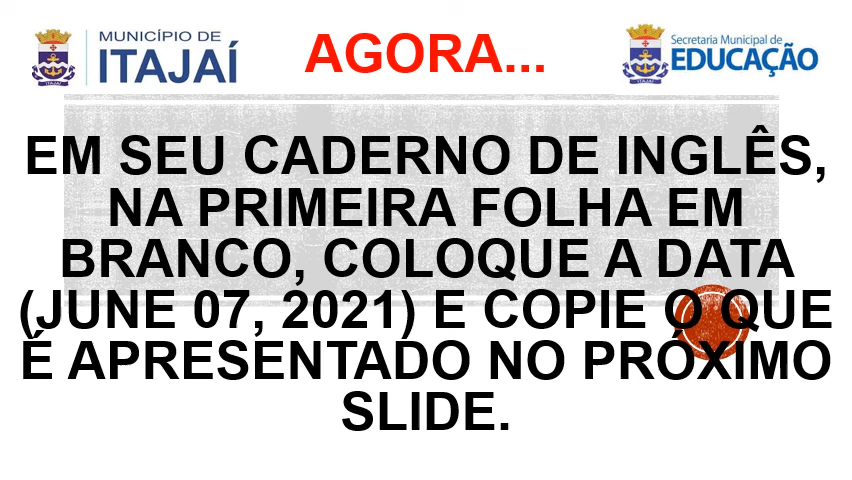 MUNICÍPIO DE
ITAJAÍ
AGORA...
Secretaria Municipal de
EDUCAÇÃO
EM SEU CADERNO DE INGLÊS,
NA PRIMEIRA FOLHA EM
BRANCO, COLOQUE A DATA
(JUNE 07, 2021) E COPIE O QUE
É APRESENTADO NO PRÓXIMO
SLIDE.